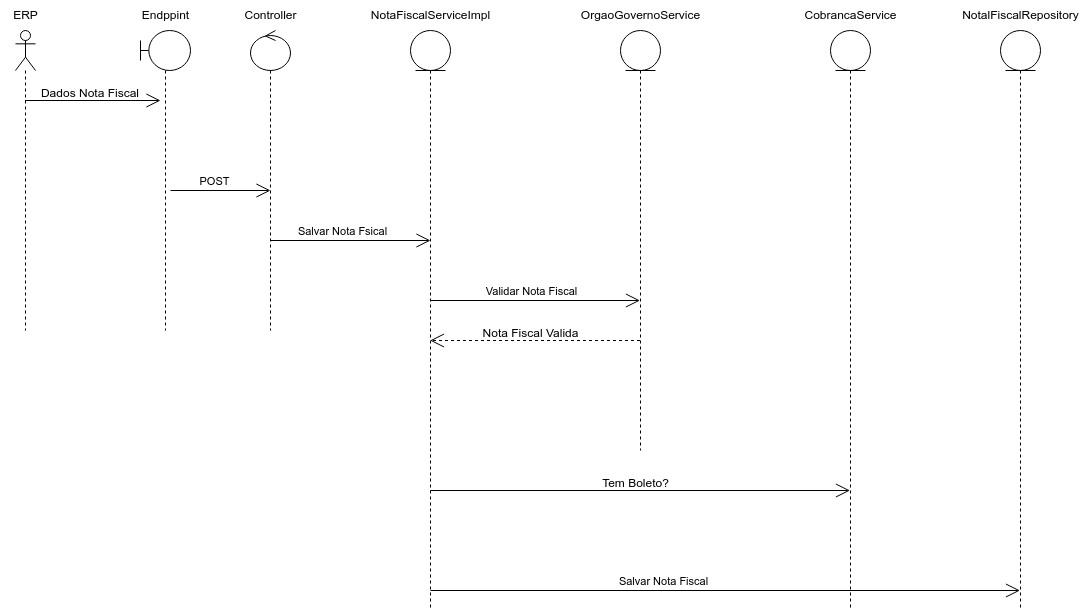 ERP
Endppint
Controller
NotaFiscalServiceImpl
OrgaoGovernoService
CobrancaService
NotalFiscalRepository
Dados Nota Fiscal
POST
Salvar Nota Fsical
Validar Nota Fiscal
Nota Fiscal Valida
Tem Boleto?
Salvar Nota Fiscal